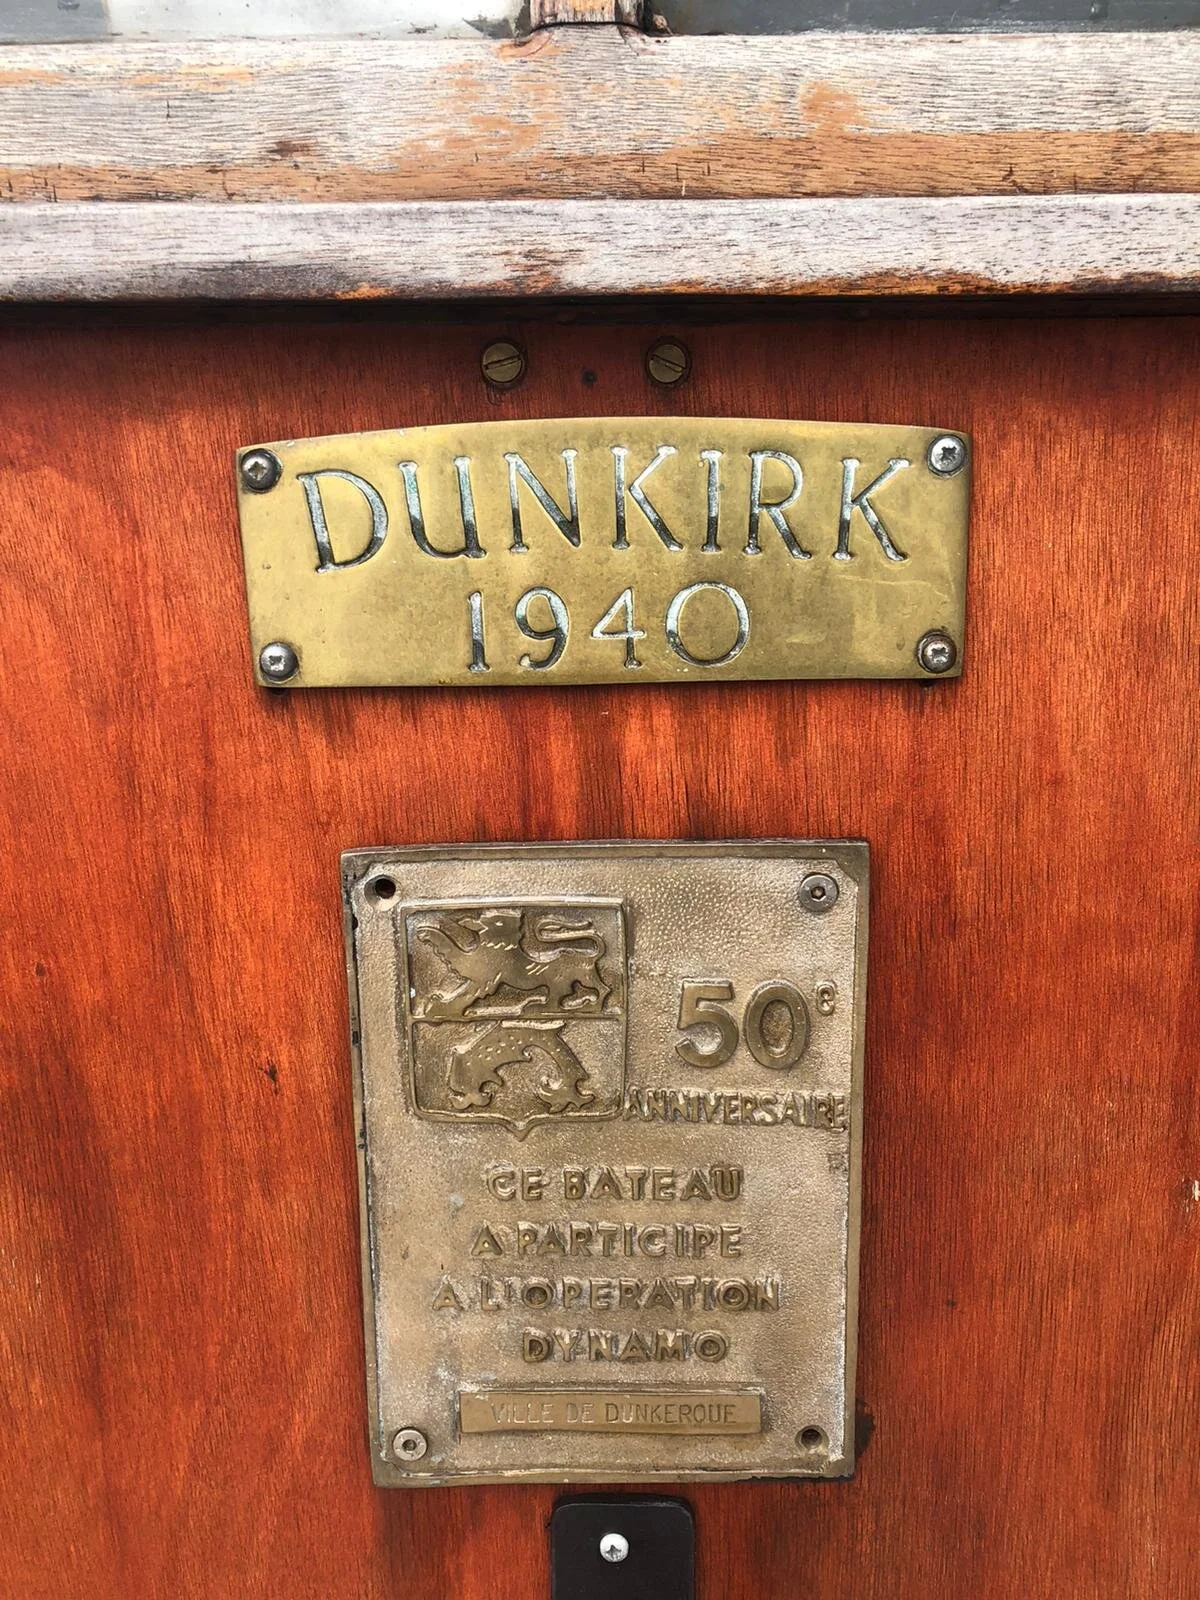 DUNKIRK
1940
50e
ANNIVERSAIRE
CE BATEAU
A PARTICIPE
A L'OPERATION
DYNAMO
VILLE DE DUNKERQUE